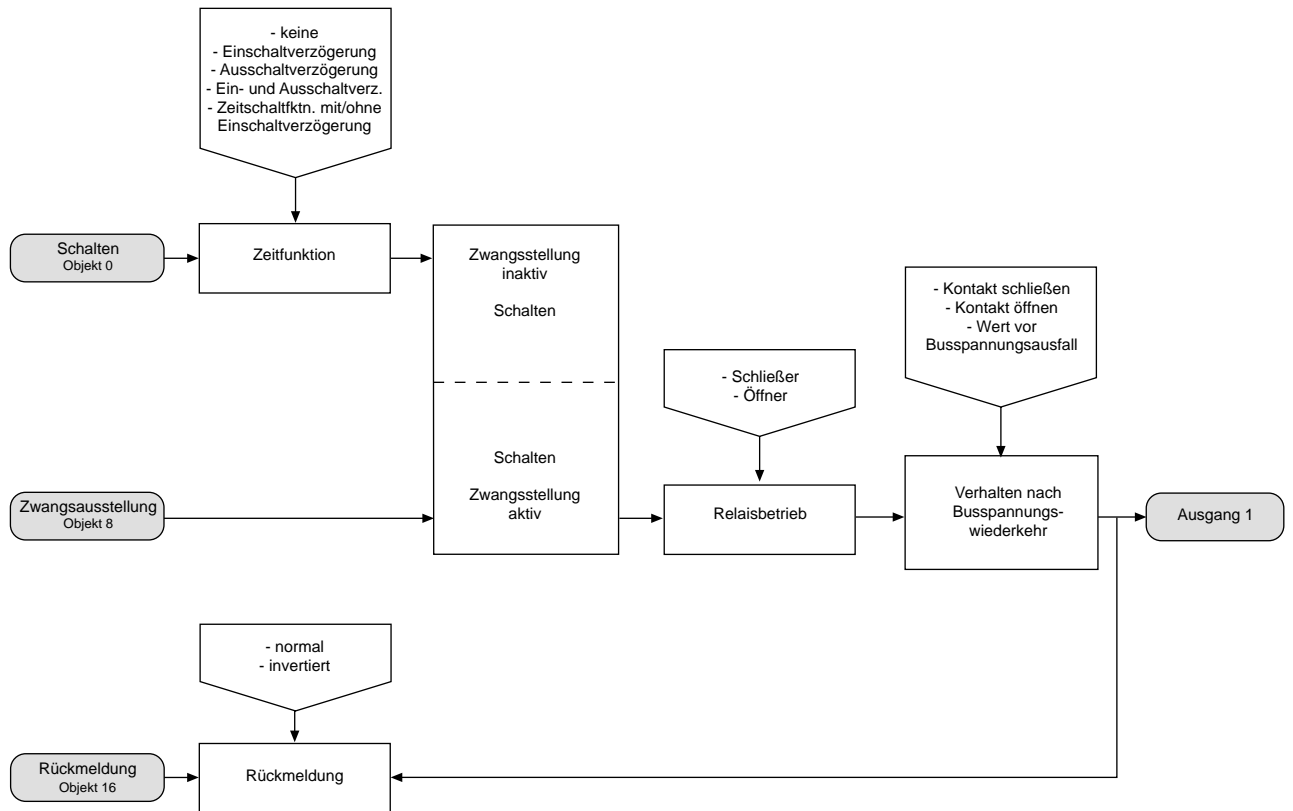 - keine
- Einschaltverzögerung
- Ausschaltverzögerung
- Ein- und Ausschaltverz.
- Zeitschaltfktn. mit/ohne
Einschaltverzögerung
Schalten
Objekt 0
Zeitfunktion
Zwangsstellung
inaktiv
Schalten
- Kontakt schließen
- Kontakt öffnen
- Wert vor
Busspannungsausfall
- Schließer
- Öffner
Schalten
Zwangsstellung
aktiv
Zwangsausstellung
Objekt 8
Relaisbetrieb
Verhalten nach
Busspannungs-
wiederkehr
Ausgang 1
- normal
- invertiert
Rückmeldung
Objekt 16
Rückmeldung